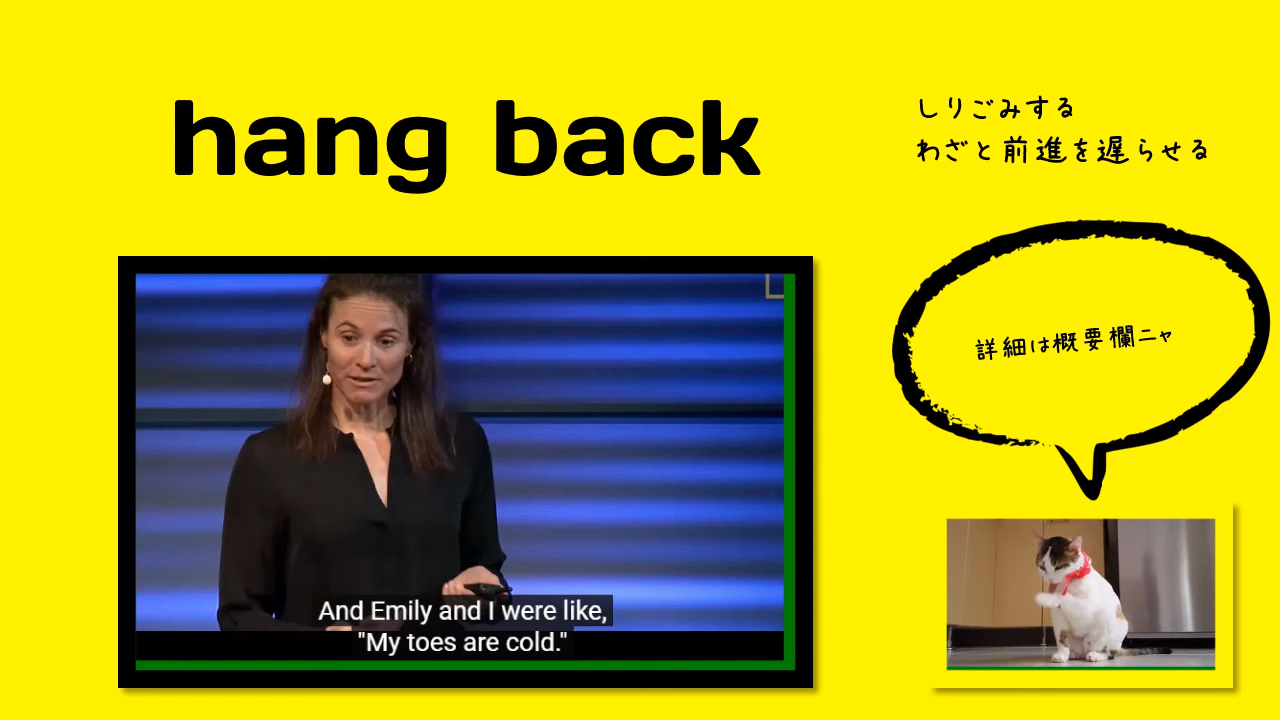 hang back
しりごみする
わざと前進を遅らせる
詳細は概要欄ニャ
And Emily and I were like,
"My toes are cold."